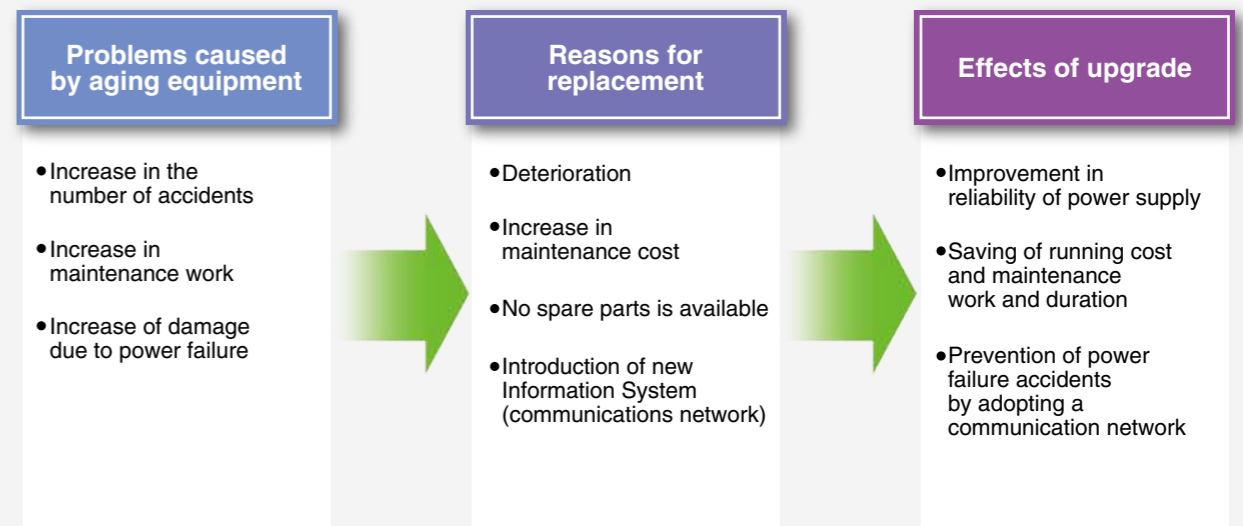 Problems caused
by aging equipment
•Increase in the
number of accidents
•Increase in
maintenance work
•Increase of damage
due to power failure
Reasons for
replacement
•Deterioration
•Increase in
maintenance cost
•No spare parts is available
•Introduction of new
Information System
(communications network)
Effects of upgrade
•Improvement in
reliability of power supply
•Saving of running cost
and maintenance
work and duration
•Prevention of power
failure accidents
by adopting a
communication network